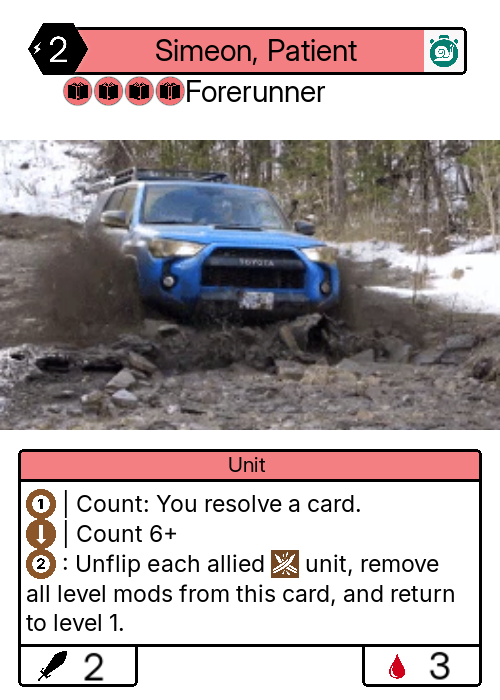 2 Simeon, Patient
Forerunner
TOYOTA
Unit
1 | Count: You resolve a card.
↓ | Count 6+
2 : Unflip each allied unit, remove
all level mods from this card, and return
to level 1.
2 3